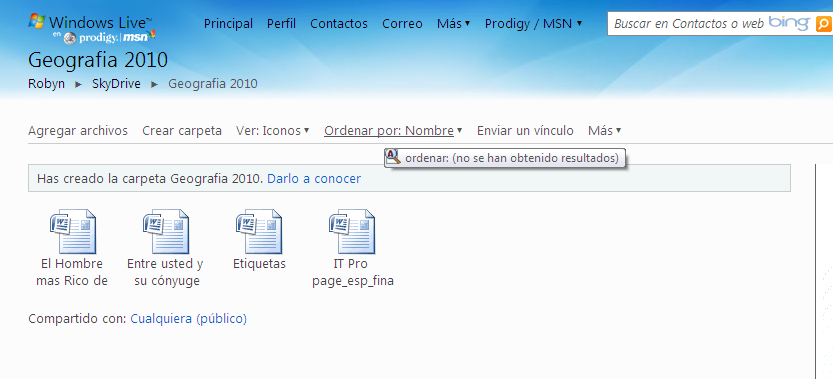 Windows Live™ Principal Perfil Contactos Correo Más Prodigy / MSN Buscar en Contactos o web bing
en prodigy msn
Geografia 2010
Robyn ► SkyDrive ► Geografia 2010
Agregar archivos Crear carpeta Ver: Iconos Ordenar por: Nombre Enviar un vínculo Más
ordenar: (no se han obtenido resultados)
Has creado la carpeta Geografia 2010. Darlo a conocer
El Hombre mas Rico de
Entre usted y su cónyuge
Etiquetas
IT Pro page_esp_fina
Compartido con: Cualquiera (público)